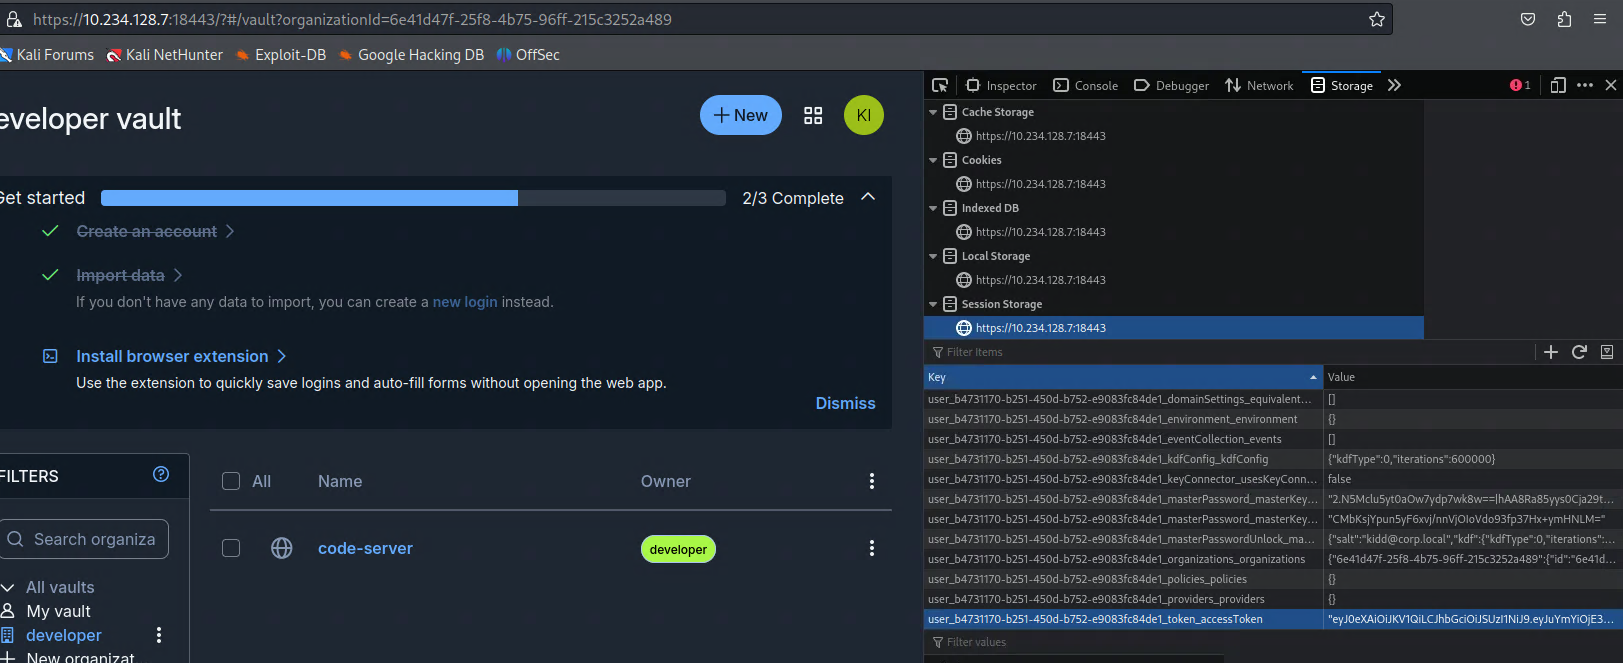 https://10.234.128.7:18443/?#/vault?organizationId=6e41d47f-25f8-4b75-96ff-215c3252a489
Kali Forums Kali NetHunter Exploit-DB Google Hacking DB OffSec
eveloper vault
New
KI
Get started 2/3 Complete
Create an account
Import data
If you don't have any data to import, you can create a new login instead.
Install browser extension
Use the extension to quickly save logins and auto-fill forms without opening the web app.
Dismiss
FILTERS
Search organiza
All vaults
My vault
developer
New organizat
All Name Owner
code-server developer
Inspector Console Debugger Network Storage 1
Cache Storage
https://10.234.128.7:18443
Cookies
https://10.234.128.7:18443
Indexed DB
https://10.234.128.7:18443
Local Storage
https://10.234.128.7:18443
Session Storage
https://10.234.128.7:18443
Filter Items
Key Value
user_b4731170-b251-450d-b752-e9083fc84de1_domainSettings_equivalent... []
user_b4731170-b251-450d-b752-e9083fc84de1_environment_environment {}
user_b4731170-b251-450d-b752-e9083fc84de1_eventCollection_events []
user_b4731170-b251-450d-b752-e9083fc84de1_kdfConfig_kdfConfig {"kdfType":0,"iterations":600000}
user_b4731170-b251-450d-b752-e9083fc84de1_keyConnector_usesKeyConn... false
user_b4731170-b251-450d-b752-e9083fc84de1_masterPassword_masterKey... "2.N5Mclu5yt0aOw7ydp7wk8w==|hAA8Ra85yys0Cja29t...
user_b4731170-b251-450d-b752-e9083fc84de1_masterPassword_masterKey... "CMbKsjYpun5yF6xvj/nnVjOIoVdo93fp37Hx+ymHNLM="
user_b4731170-b251-450d-b752-e9083fc84de1_masterPasswordUnlock_ma... {"salt":"kidd@corp.local","kdf":{"kdfType":0,"iterations":...
user_b4731170-b251-450d-b752-e9083fc84de1_organizations_organizations {"6e41d47f-25f8-4b75-96ff-215c3252a489":{"id":"6e41d...
user_b4731170-b251-450d-b752-e9083fc84de1_policies_policies {}
user_b4731170-b251-450d-b752-e9083fc84de1_providers_providers {}
user_b4731170-b251-450d-b752-e9083fc84de1_token_accessToken "eyJ0eXAiOiJKV1QiLCJhbGciOiJSUzI1NiJ9.eyJuYmYiOjE3...
Filter values